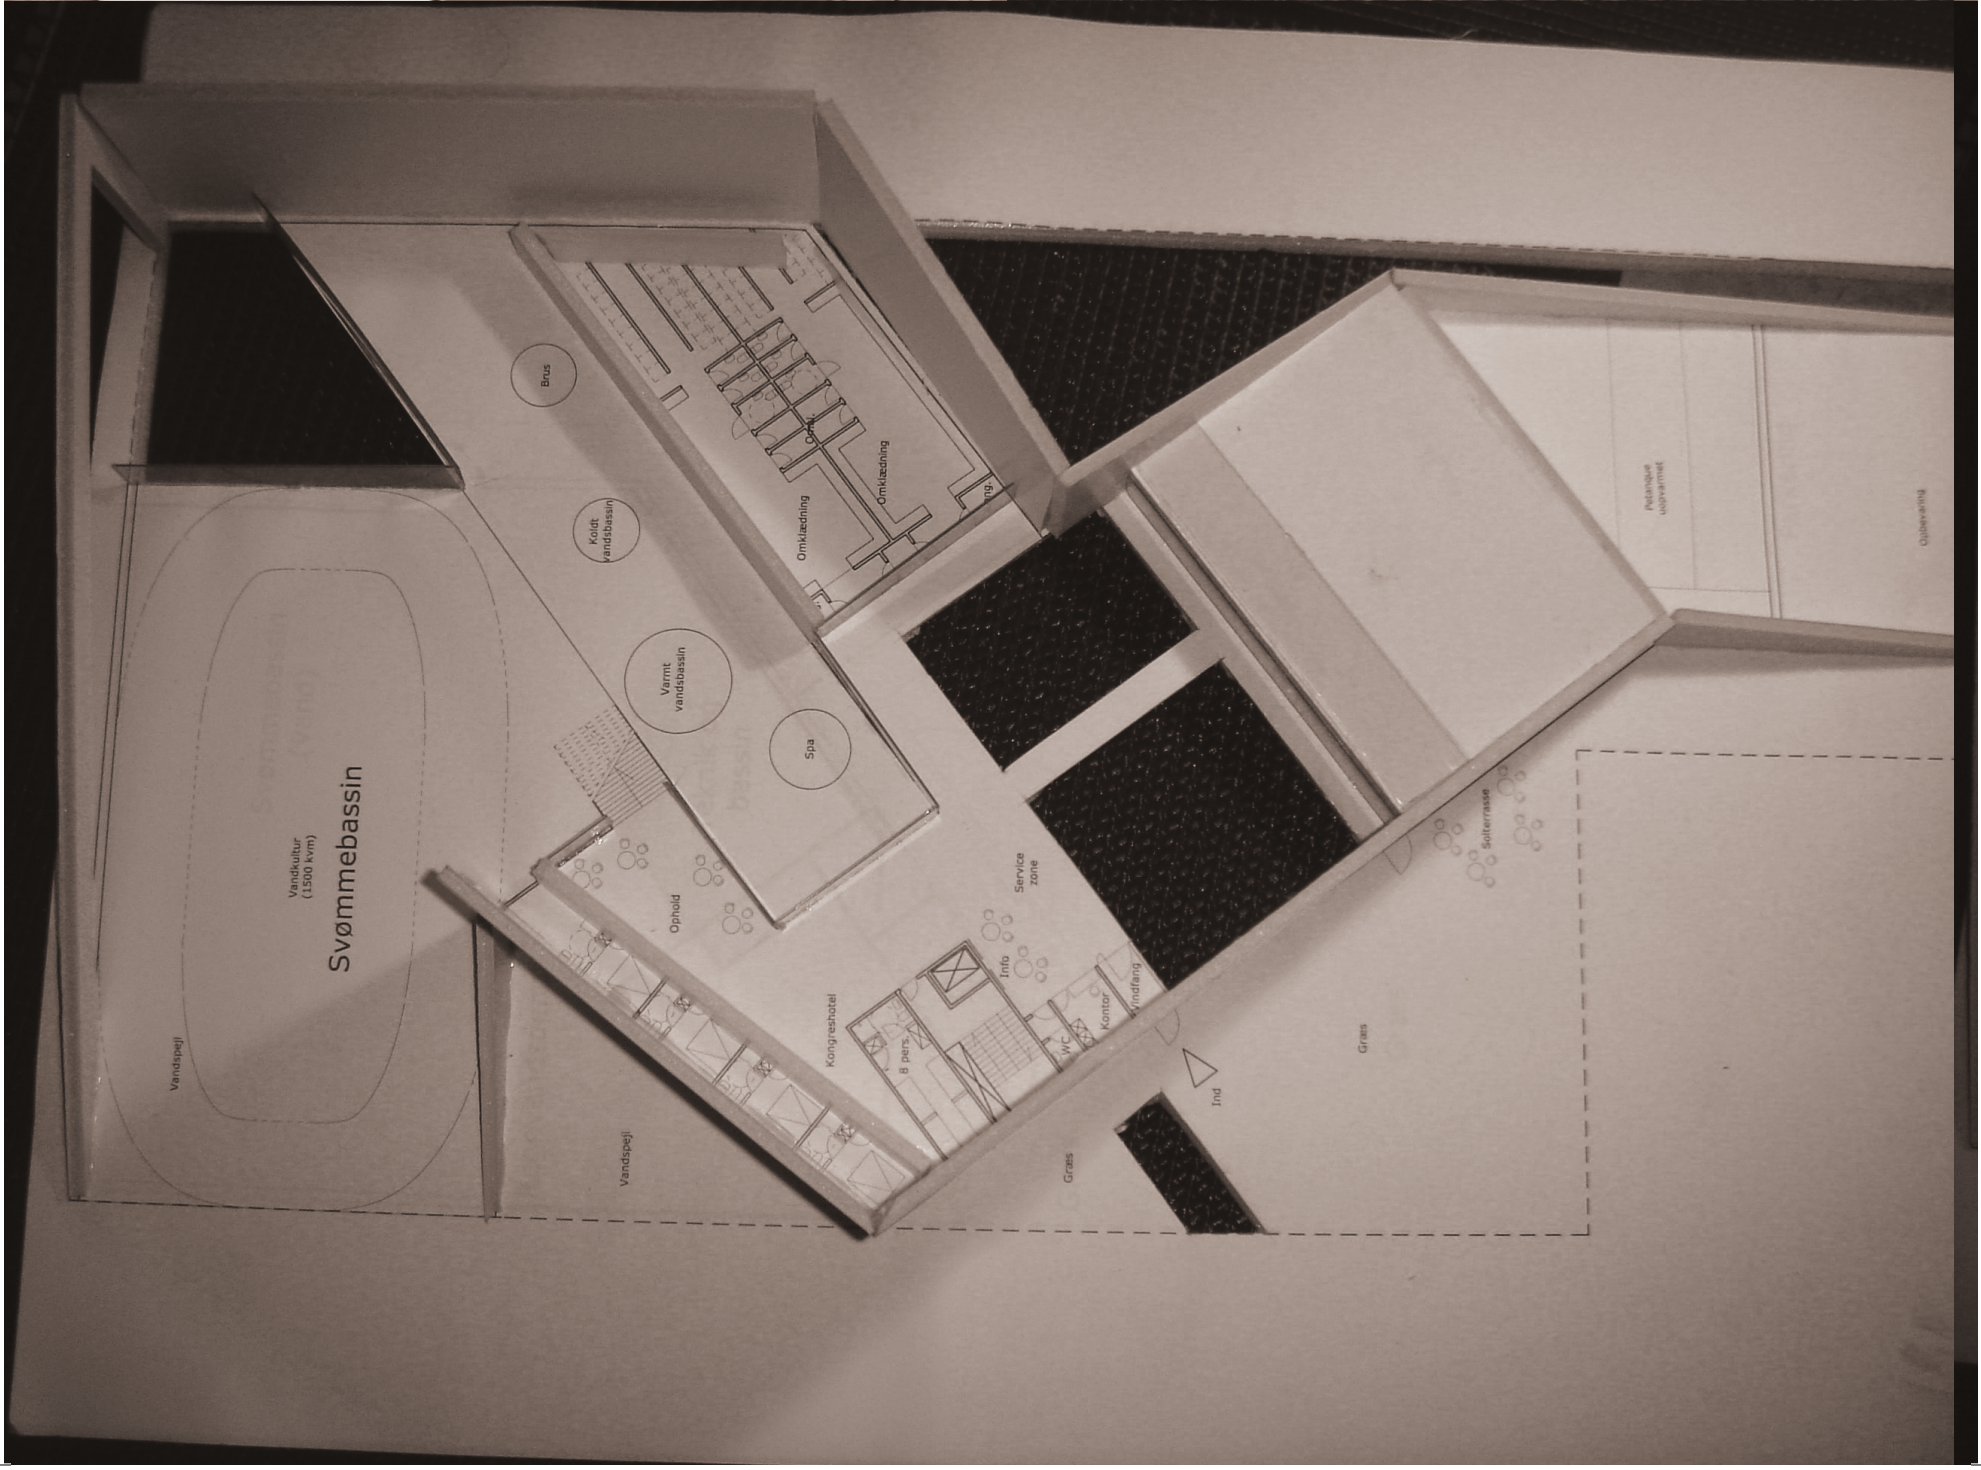 Brus
Koldt
vandsbassin
Varmt
vandsbassin
Spa
Omklædning
Omklædning
Vandkultur
(1500 kvm)
Svømmebassin
Vandspejl
Vandspejl
Ophold
Kongreshotel
8 pers.
Service
zone
Info
WC
Kontor
Vindfang
Ind
Græs
Græs
Solterrasse
Petanque
uopvarmet
Opbevaring